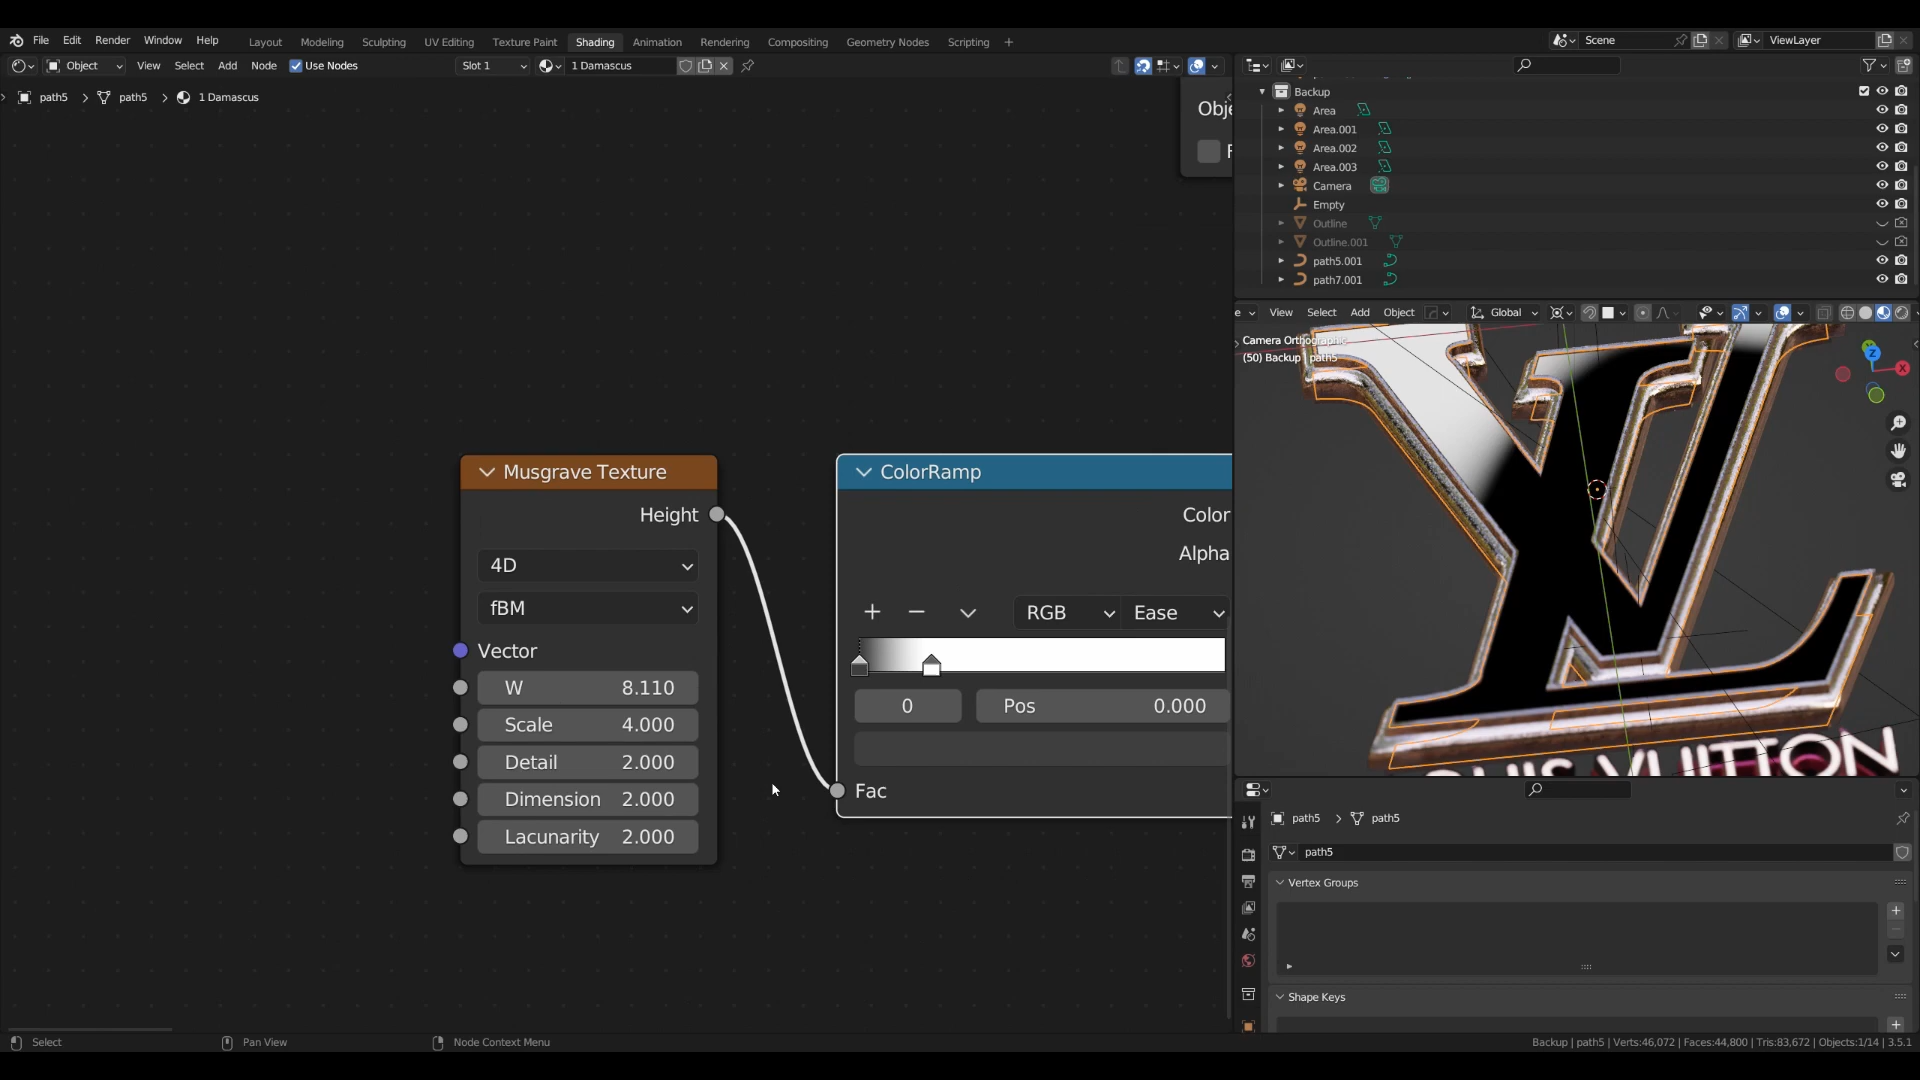 File Edit Render Window Help Layout Modeling Sculpting UV Editing Texture Paint Shading Animation Rendering Compositing Geometry Nodes Scripting + Scene ViewLayer
Object View Select Add Node Use Nodes Slot 1 1 Damascus
path5 > path5 > 1 Damascus
Obje
F
Musgrave Texture
Height
4D
fBM
Vector
W 8.110
Scale 4.000
Detail 2.000
Dimension 2.000
Lacunarity 2.000
ColorRamp
Color
Alpha
RGB Ease
0 Pos 0.000
Fac
Backup
Area
Area.001
Area.002
Area.003
Camera
Empty
Outline
Outline.001
path5.001
path7.001
e View Select Add Object Global
Camera Orthographic
(50) Backup | path5
Z
X
UIS VUITTON
path5 > path5
path5
Vertex Groups
Shape Keys
Select Pan View Node Context Menu
Backup | path5 | Verts:46,072 | Faces:44,800 | Tris:83,672 | Objects:1/14 | 3.5.1